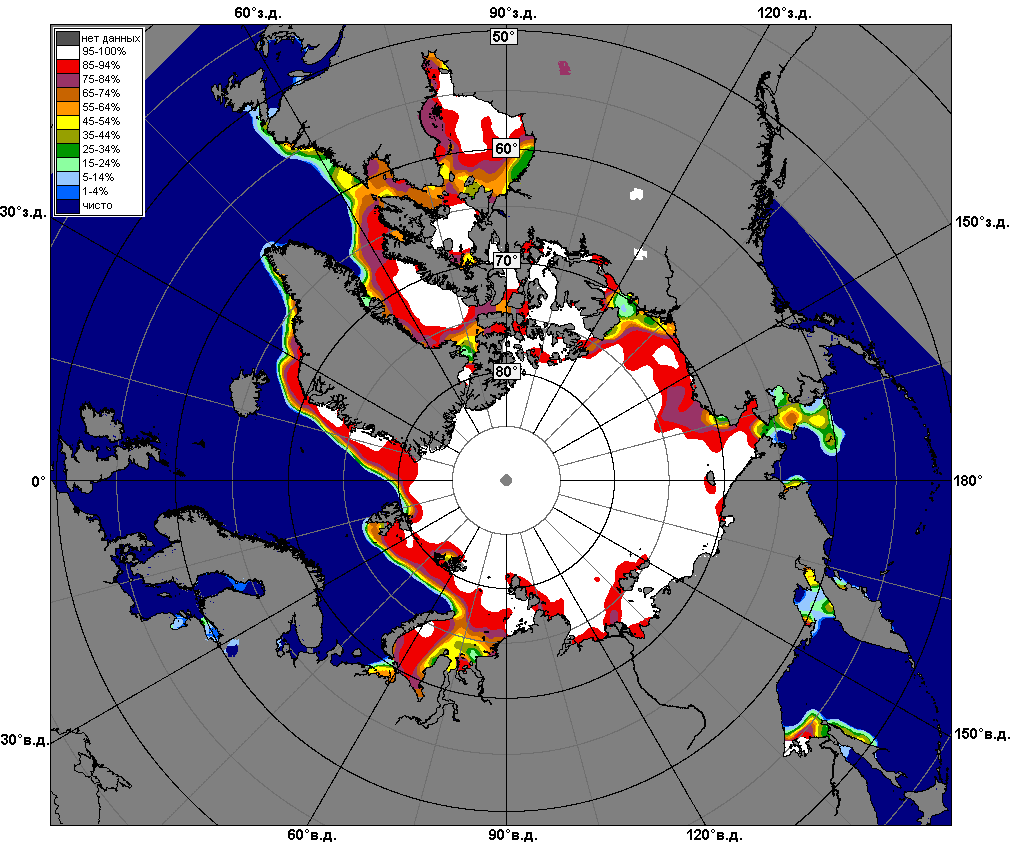 60°з.д.
90°з.д.
120°з.д.
50°
нет данных
95-100%
85-94%
75-84%
65-74%
55-64%
45-54%
35-44%
25-34%
15-24%
5-14%
1-4%
чисто
60°
30°з.д.
150°з.д.
70°
80°
0°
180°
30°в.д.
150°в.д.
60°в.д.
90°в.д.
120°в.д.